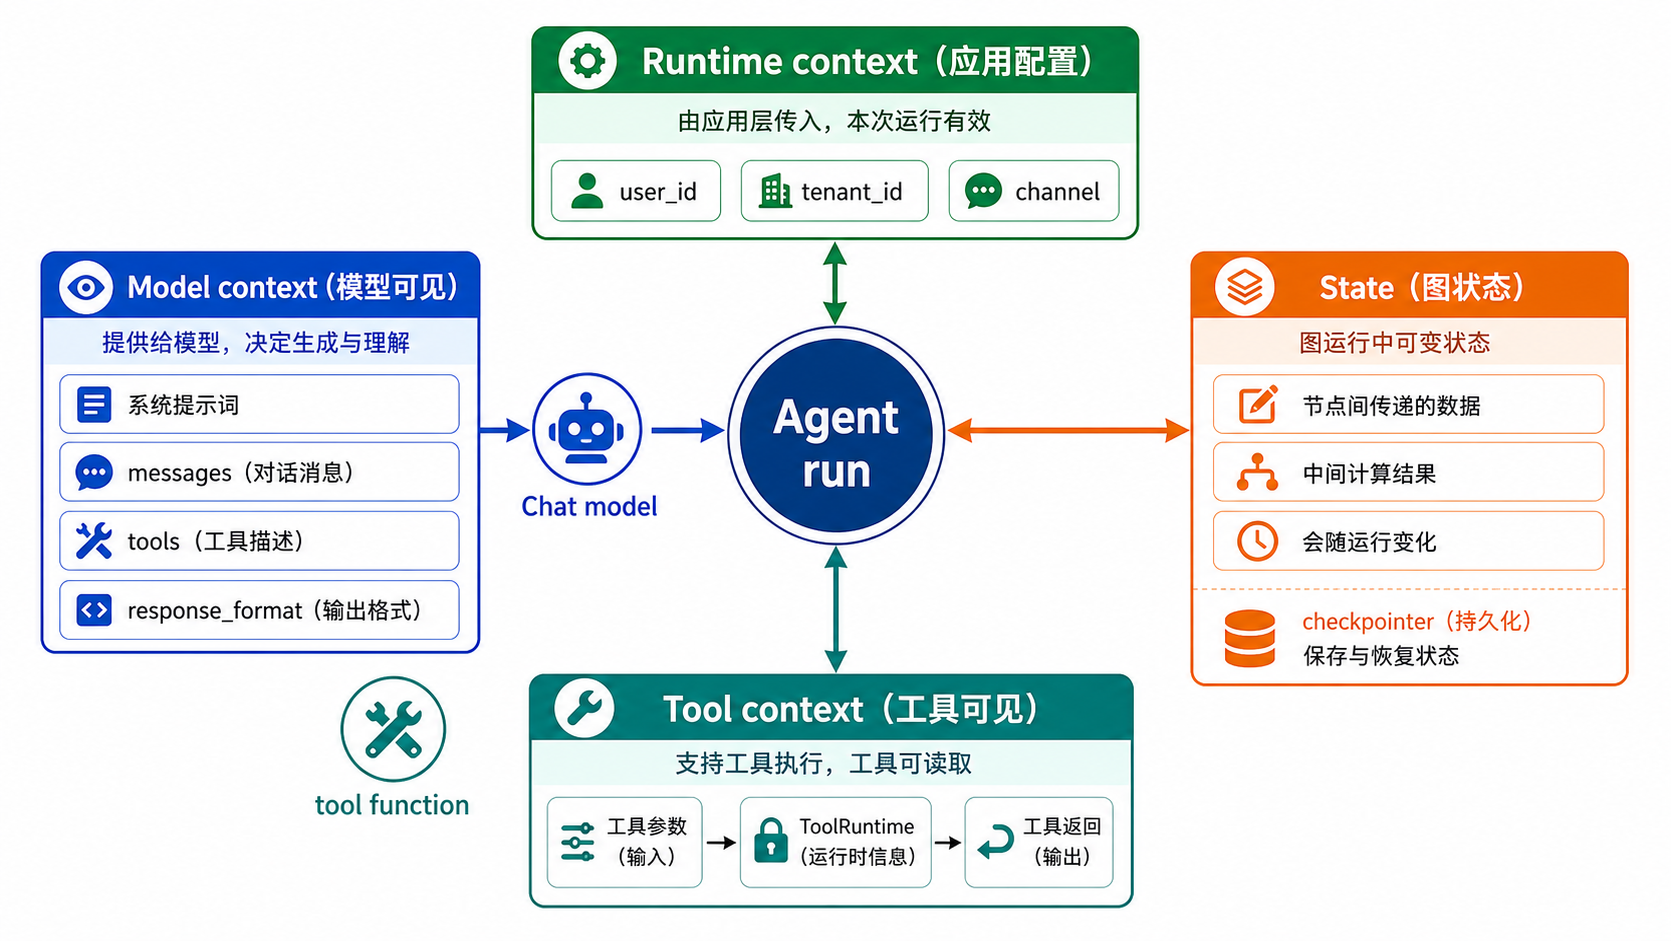 Runtime context（应用配置）
由应用层传入，本次运行有效
user_id
tenant_id
channel
Model context（模型可见）
提供给模型，决定生成与理解
系统提示词
messages（对话消息）
tools（工具描述）
response_format（输出格式）
Chat model
Agent
run
State（图状态）
图运行中可变状态
节点间传递的数据
中间计算结果
会随运行变化
checkpointer（持久化）
保存与恢复状态
tool function
Tool context（工具可见）
支持工具执行，工具可读取
工具参数
（输入）
ToolRuntime
（运行时信息）
工具返回
（输出）